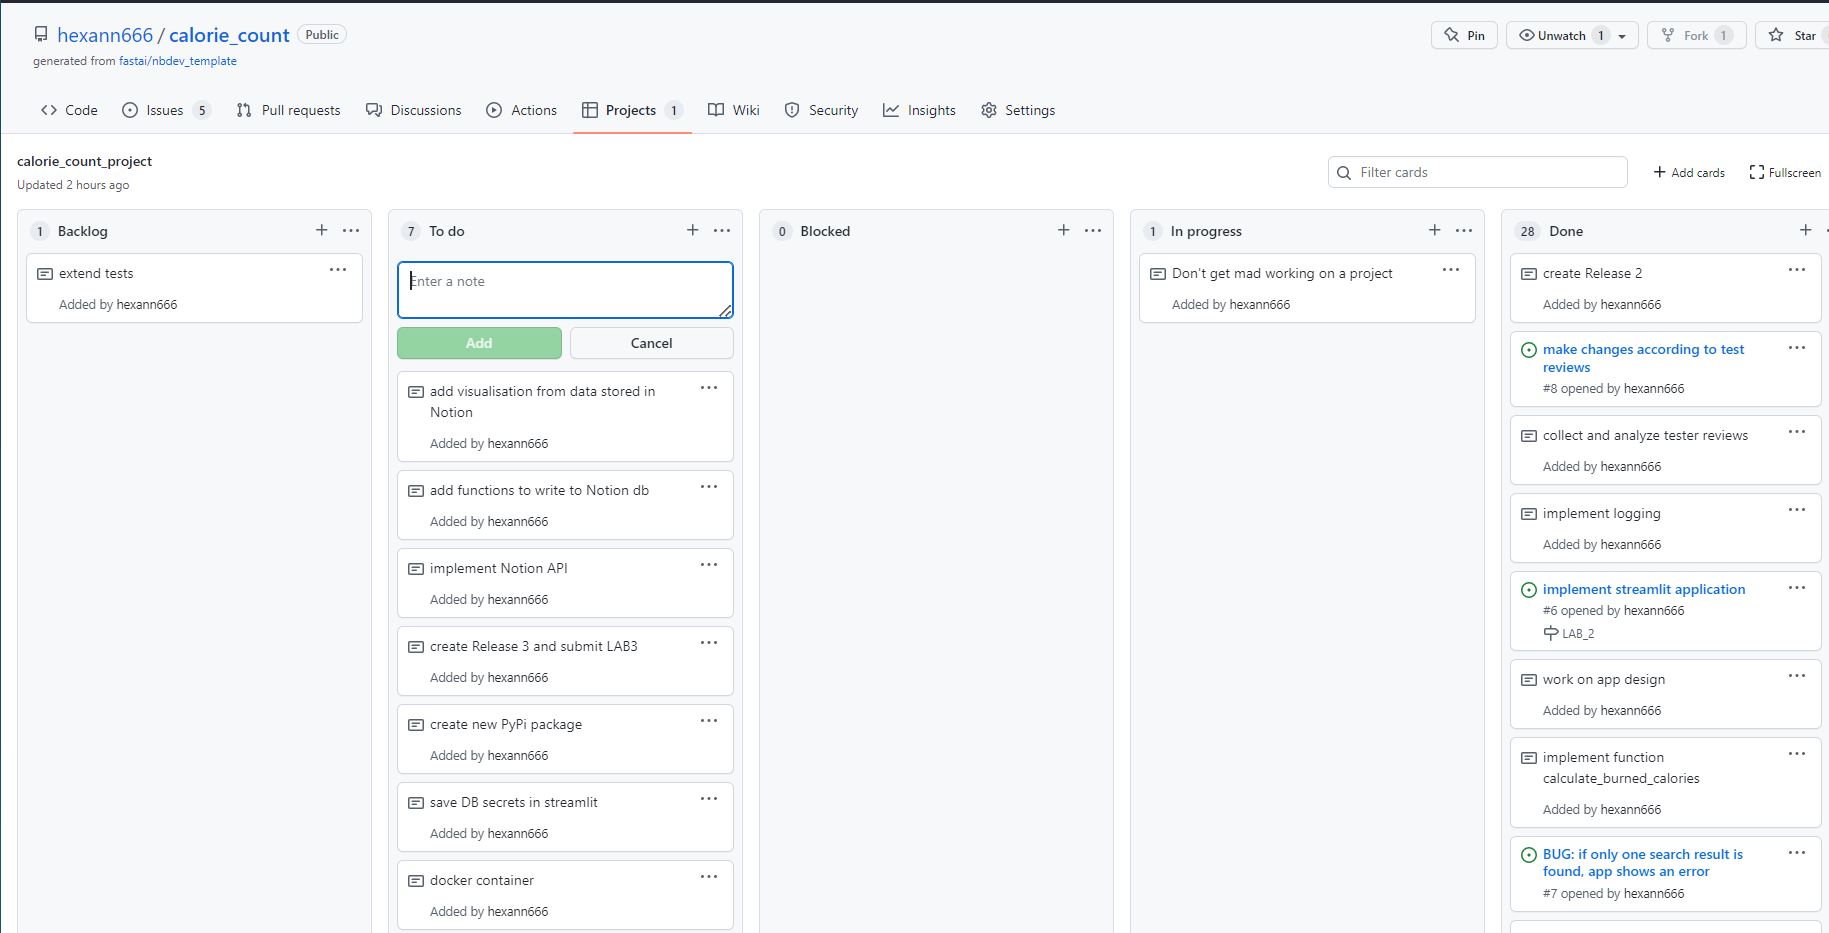 hexann666 / calorie_count Public
Pin
Unwatch 1
Fork 1
Star
generated from fastai/nbdev_template
Code
Issues 5
Pull requests
Discussions
Actions
Projects 1
Wiki
Security
Insights
Settings
calorie_count_project
Updated 2 hours ago
Filter cards
Add cards
Fullscreen
1 Backlog
extend tests
Added by hexann666
7 To do
Enter a note
Add
Cancel
add visualisation from data stored in
Notion
Added by hexann666
add functions to write to Notion db
Added by hexann666
implement Notion API
Added by hexann666
create Release 3 and submit LAB3
Added by hexann666
create new PyPi package
Added by hexann666
save DB secrets in streamlit
Added by hexann666
docker container
Added by hexann666
0 Blocked
1 In progress
Don't get mad working on a project
Added by hexann666
28 Done
create Release 2
Added by hexann666
make changes according to test
reviews
#8 opened by hexann666
collect and analyze tester reviews
Added by hexann666
implement logging
Added by hexann666
implement streamlit application
#6 opened by hexann666
LAB_2
work on app design
Added by hexann666
implement function
calculate_burned_calories
Added by hexann666
BUG: if only one search result is
found, app shows an error
#7 opened by hexann666